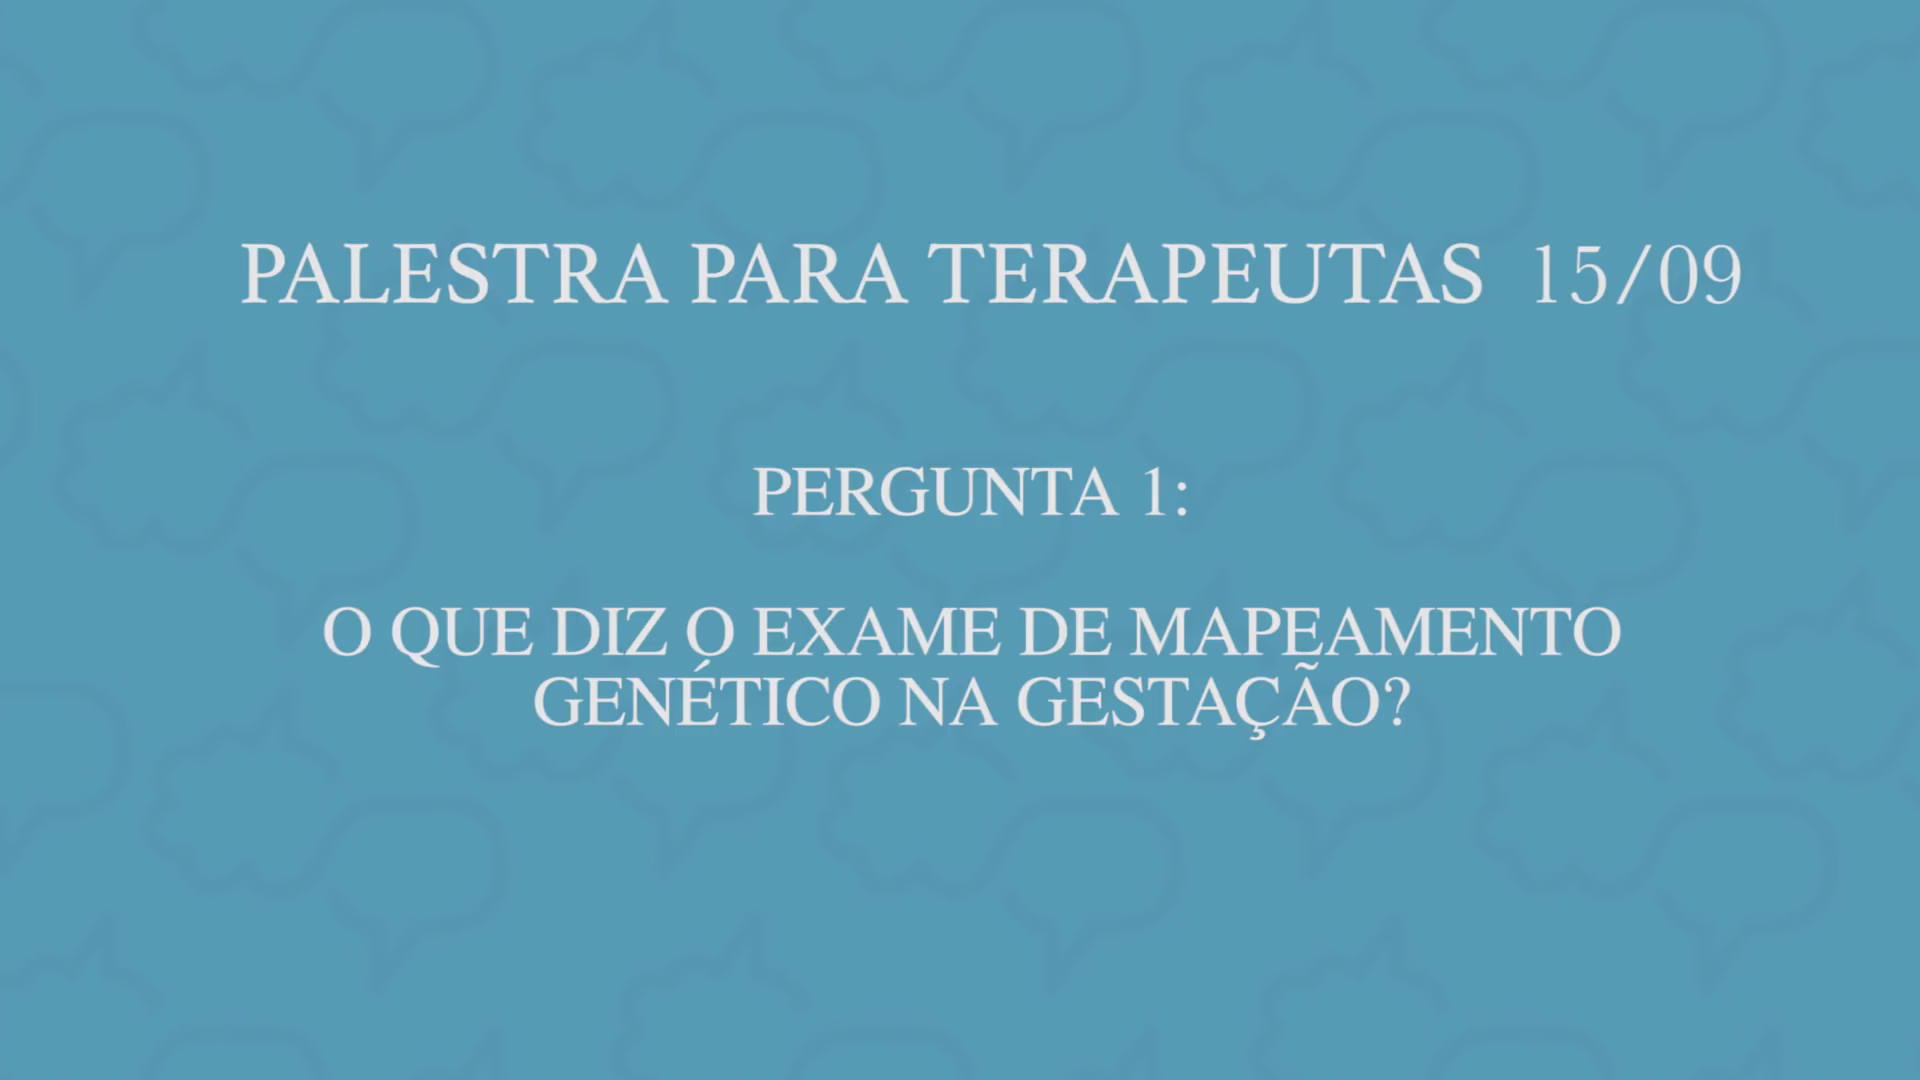 PALESTRA PARA TERAPEUTAS 15/09
PERGUNTA 1:
O QUE DIZ O EXAME DE MAPEAMENTO
GENÉTICO NA GESTAÇÃO?